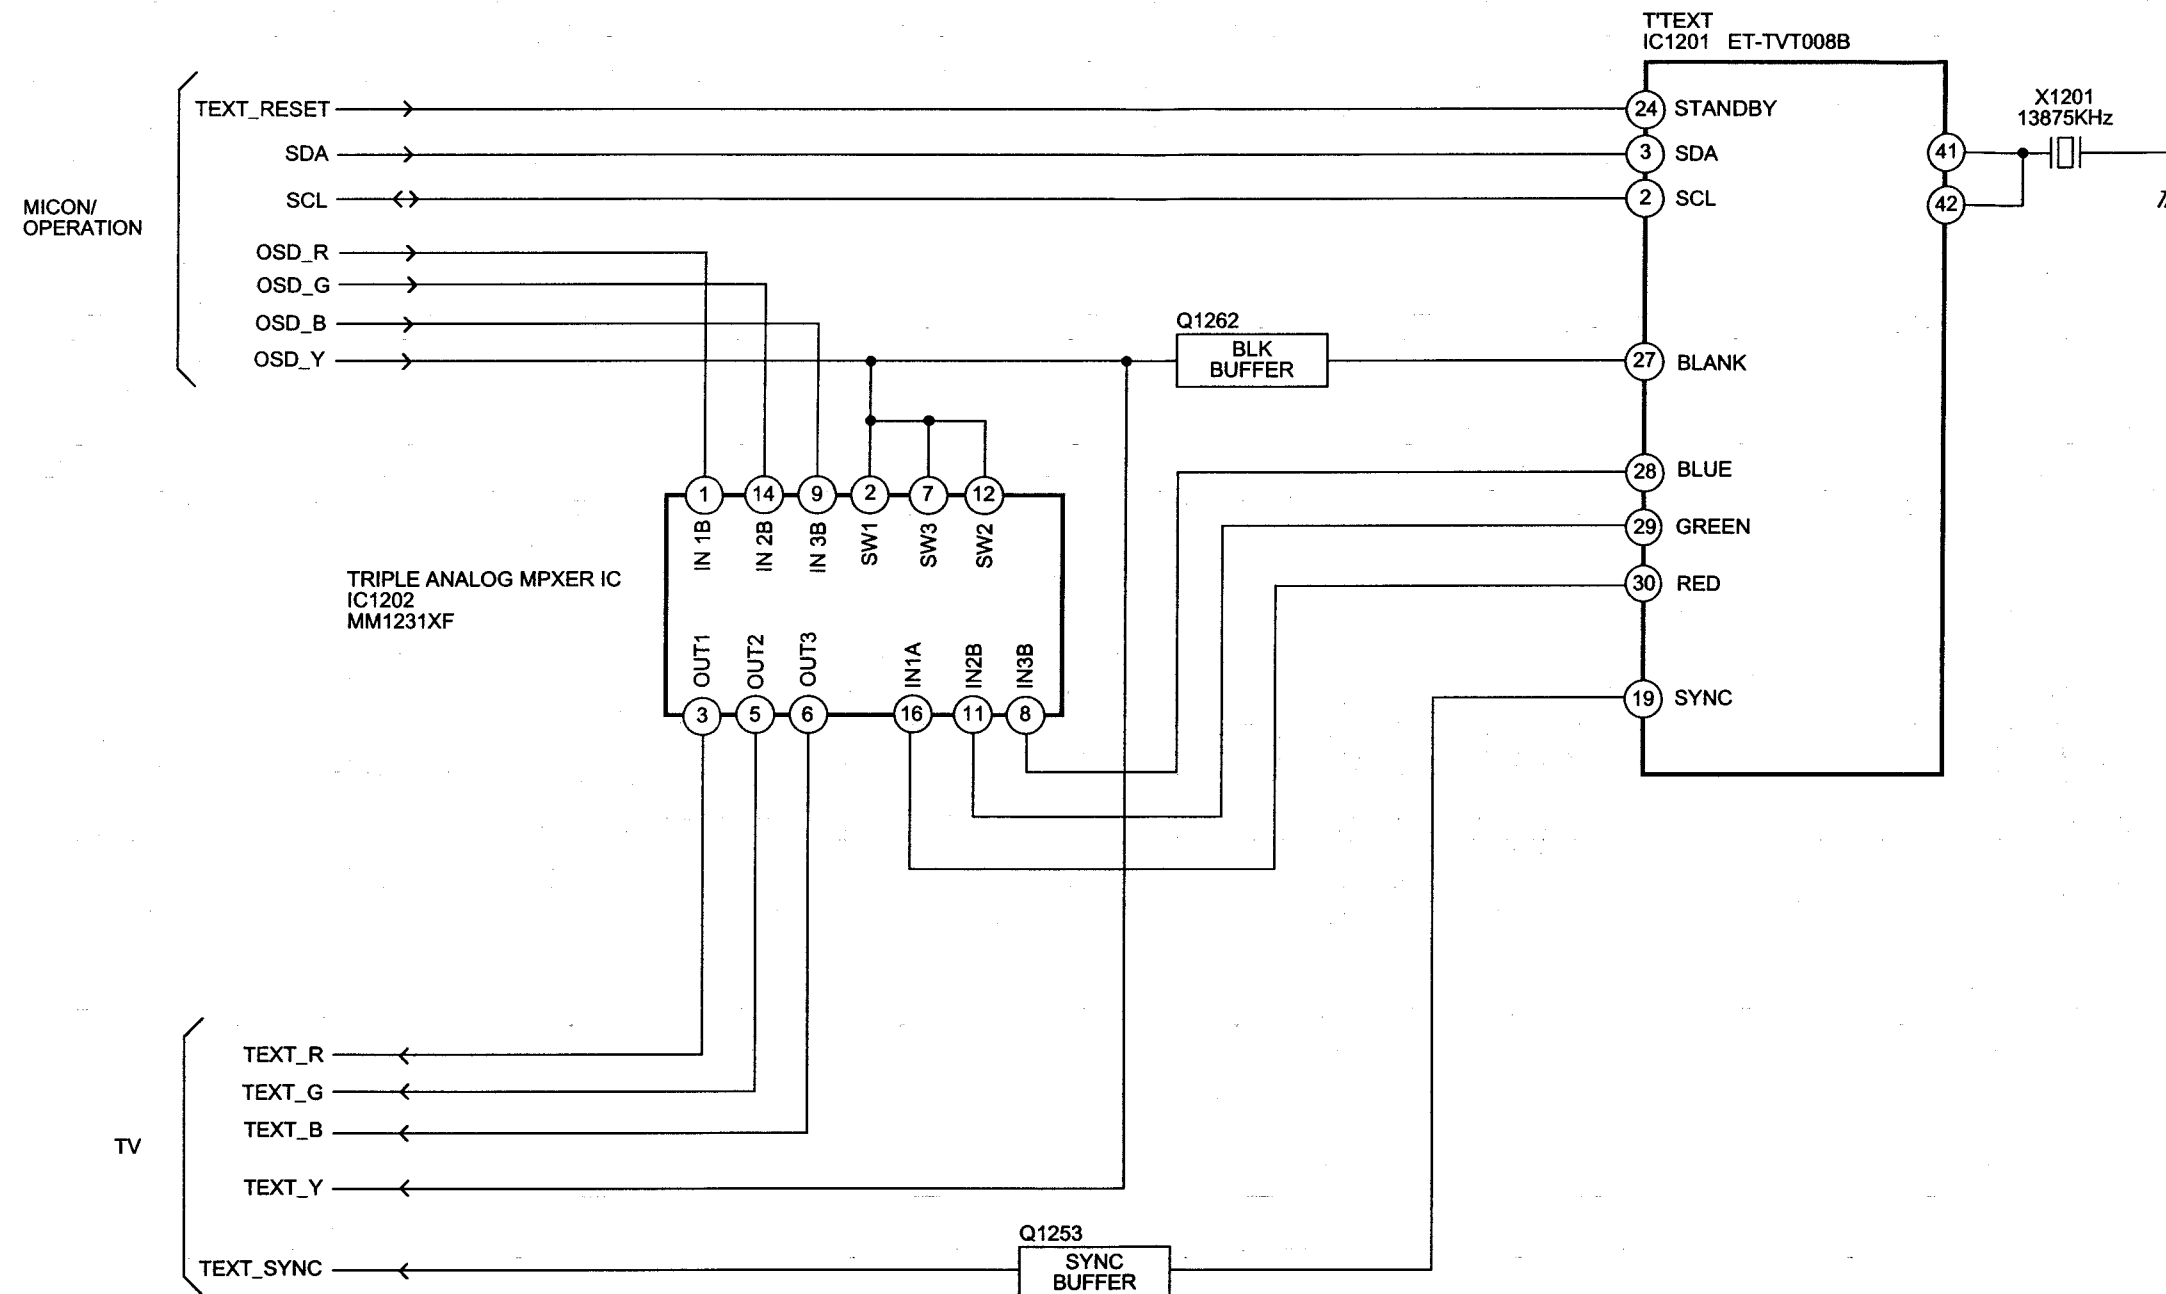 T'TEXT
IC1201 ET-TVT008B
X1201
13875KHz
MICON/
OPERATION
TEXT_RESET
SDA
SCL
OSD_R
OSD_G
OSD_B
OSD_Y
24 STANDBY
3 SDA
2 SCL
41
42
Q1262
BLK
BUFFER
27 BLANK
28 BLUE
29 GREEN
30 RED
19 SYNC
1 14 9 2 7 12
IN 1B
IN 2B
IN 3B
SW1
SW3
SW2
TRIPLE ANALOG MPXER IC
IC1202
MM1231XF
OUT1
OUT2
OUT3
IN1A
IN2B
IN3B
3 5 6 16 11 8
TV
TEXT_R
TEXT_G
TEXT_B
TEXT_Y
TEXT_SYNC
Q1253
SYNC
BUFFER